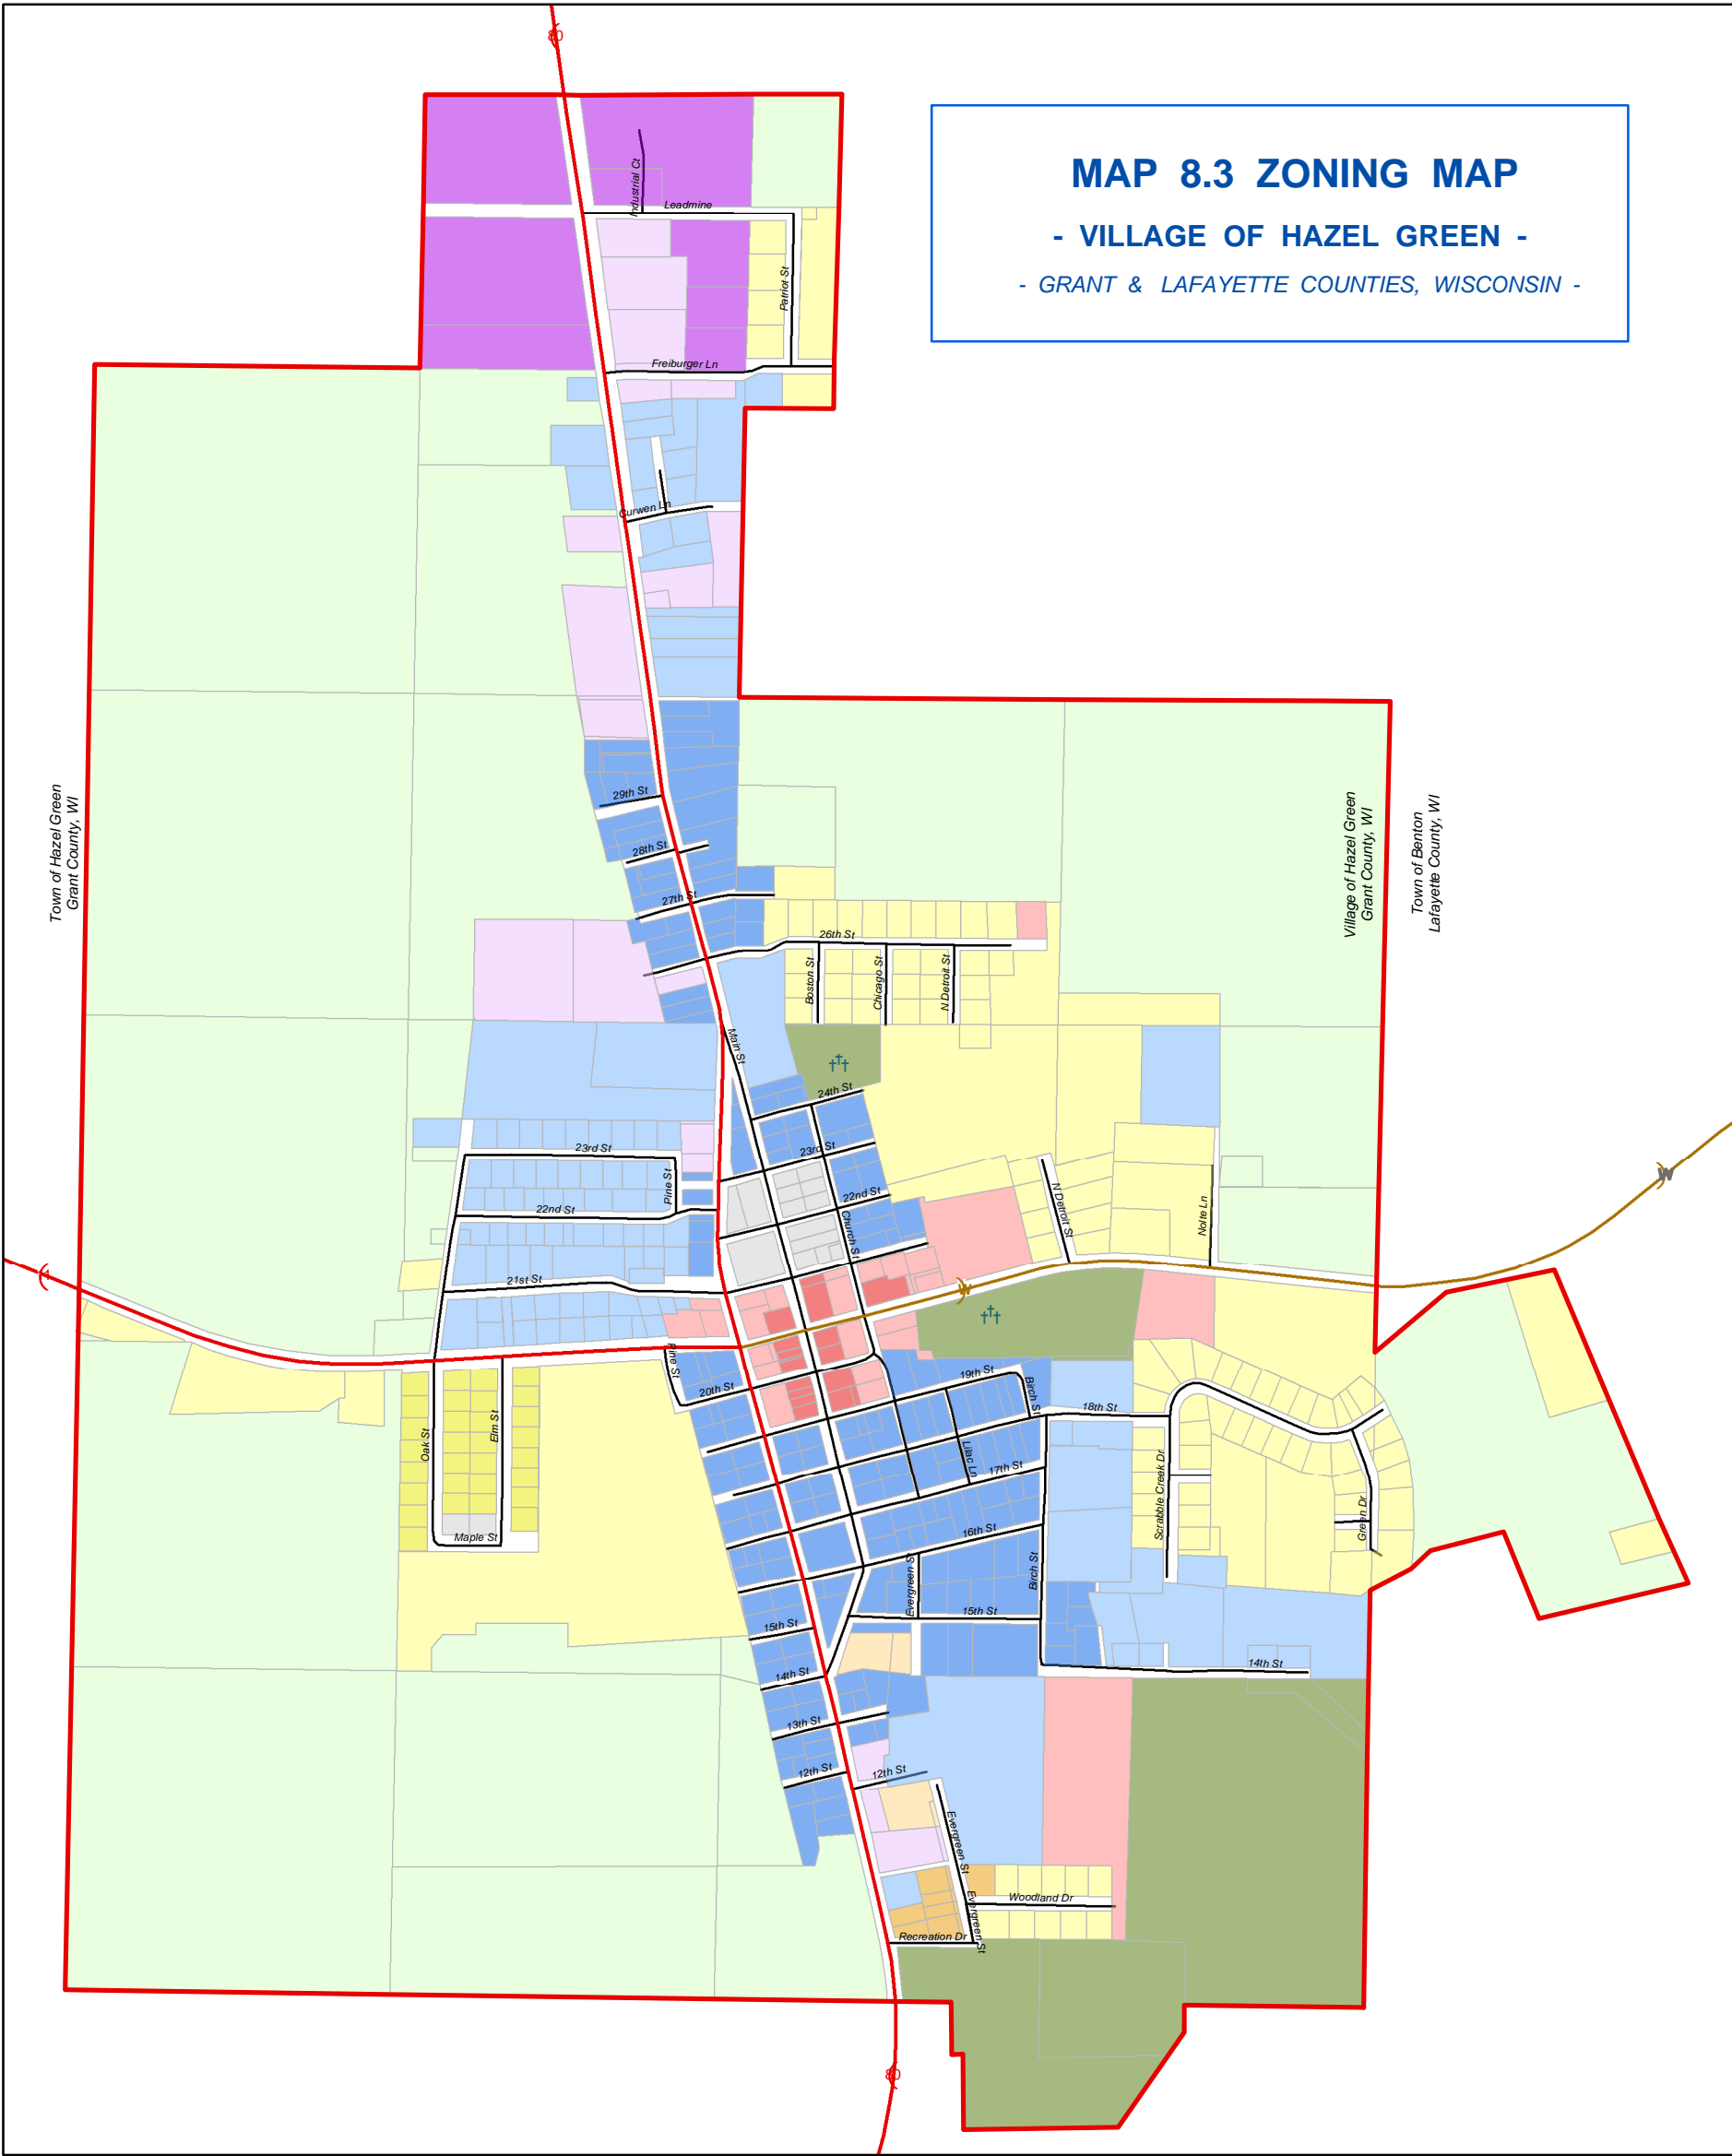 80
MAP 8.3 ZONING MAP
- VILLAGE OF HAZEL GREEN -
- GRANT & LAFAYETTE COUNTIES, WISCONSIN -
Industrial Ct
Leadmine
Patriot St
Freiburger Ln
Curwen Ln
Town of Hazel Green
Grant County, WI
Village of Hazel Green
Grant County, WI
Town of Benton
Lafayette County, WI
29th St
28th St
27th St
26th St
Boston St
Chicago St
N Detroit St
Main St
24th St
23rd St
23rd St
Pine St
22nd St
22nd St
Church St
N Detroit St
Nolte Ln
W
21st St
W
Pine St
20th St
19th St
Birch St
18th St
Oak St
Elm St
Lilac Ln
17th St
Scrabble Creek Dr
Green Dr
Maple St
16th St
Evergreen St
Birch St
15th St
15th St
14th St
14th St
13th St
12th St
12th St
Evergreen St
Woodland Dr
Evergreen St
Recreation Dr
80